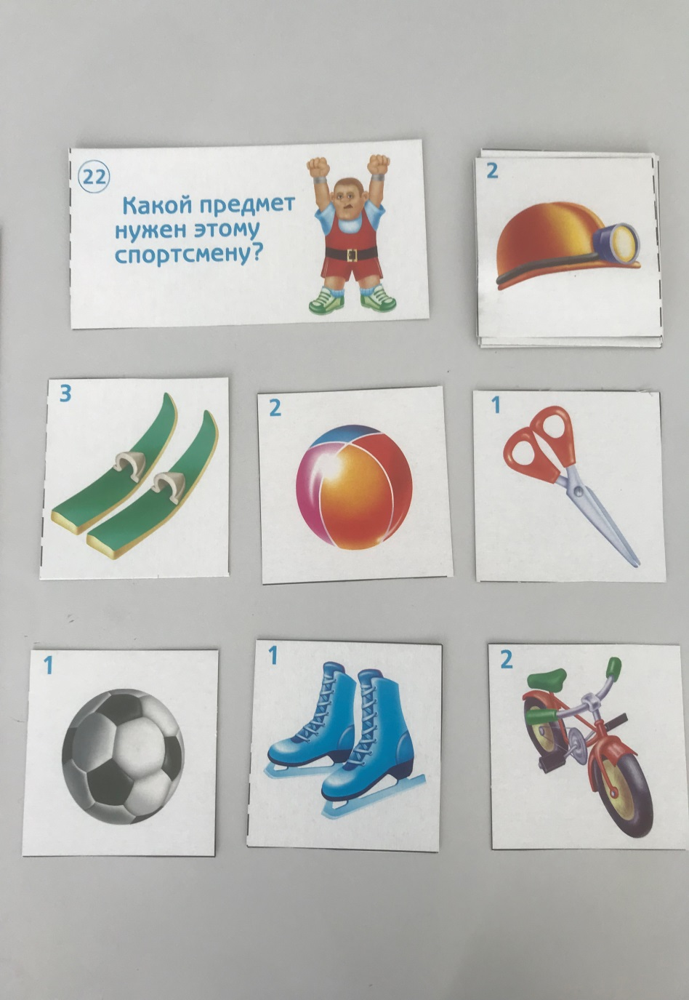 22
Какой предмет
нужен этому
спортсмену?
2
3
2
1
1
1
2